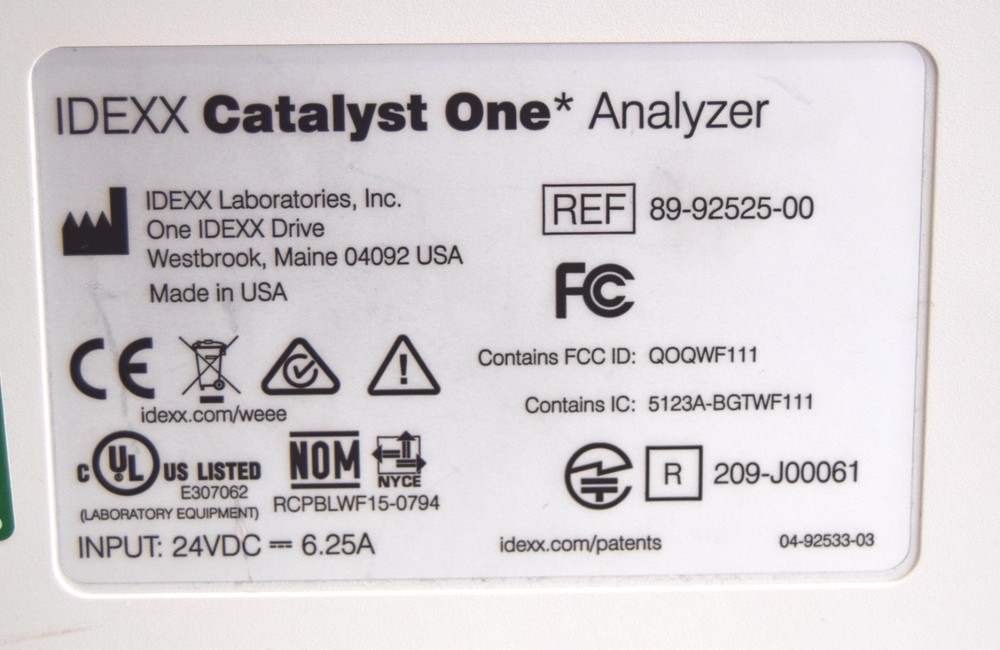 IDEXX Catalyst One* Analyzer
IDEXX Laboratories, Inc.
One IDEXX Drive
Westbrook, Maine 04092 USA
Made in USA
REF 89-92525-00
FC
Contains FCC ID: QOQWF111
Contains IC: 5123A-BGTWF111
CE
idexx.com/weee
C UL US LISTED
E307062
(LABORATORY EQUIPMENT)
NOM
NYCE
RCPBLWF15-0794
R 209-J00061
INPUT: 24VDC ⎓ 6.25A
idexx.com/patents
04-92533-03